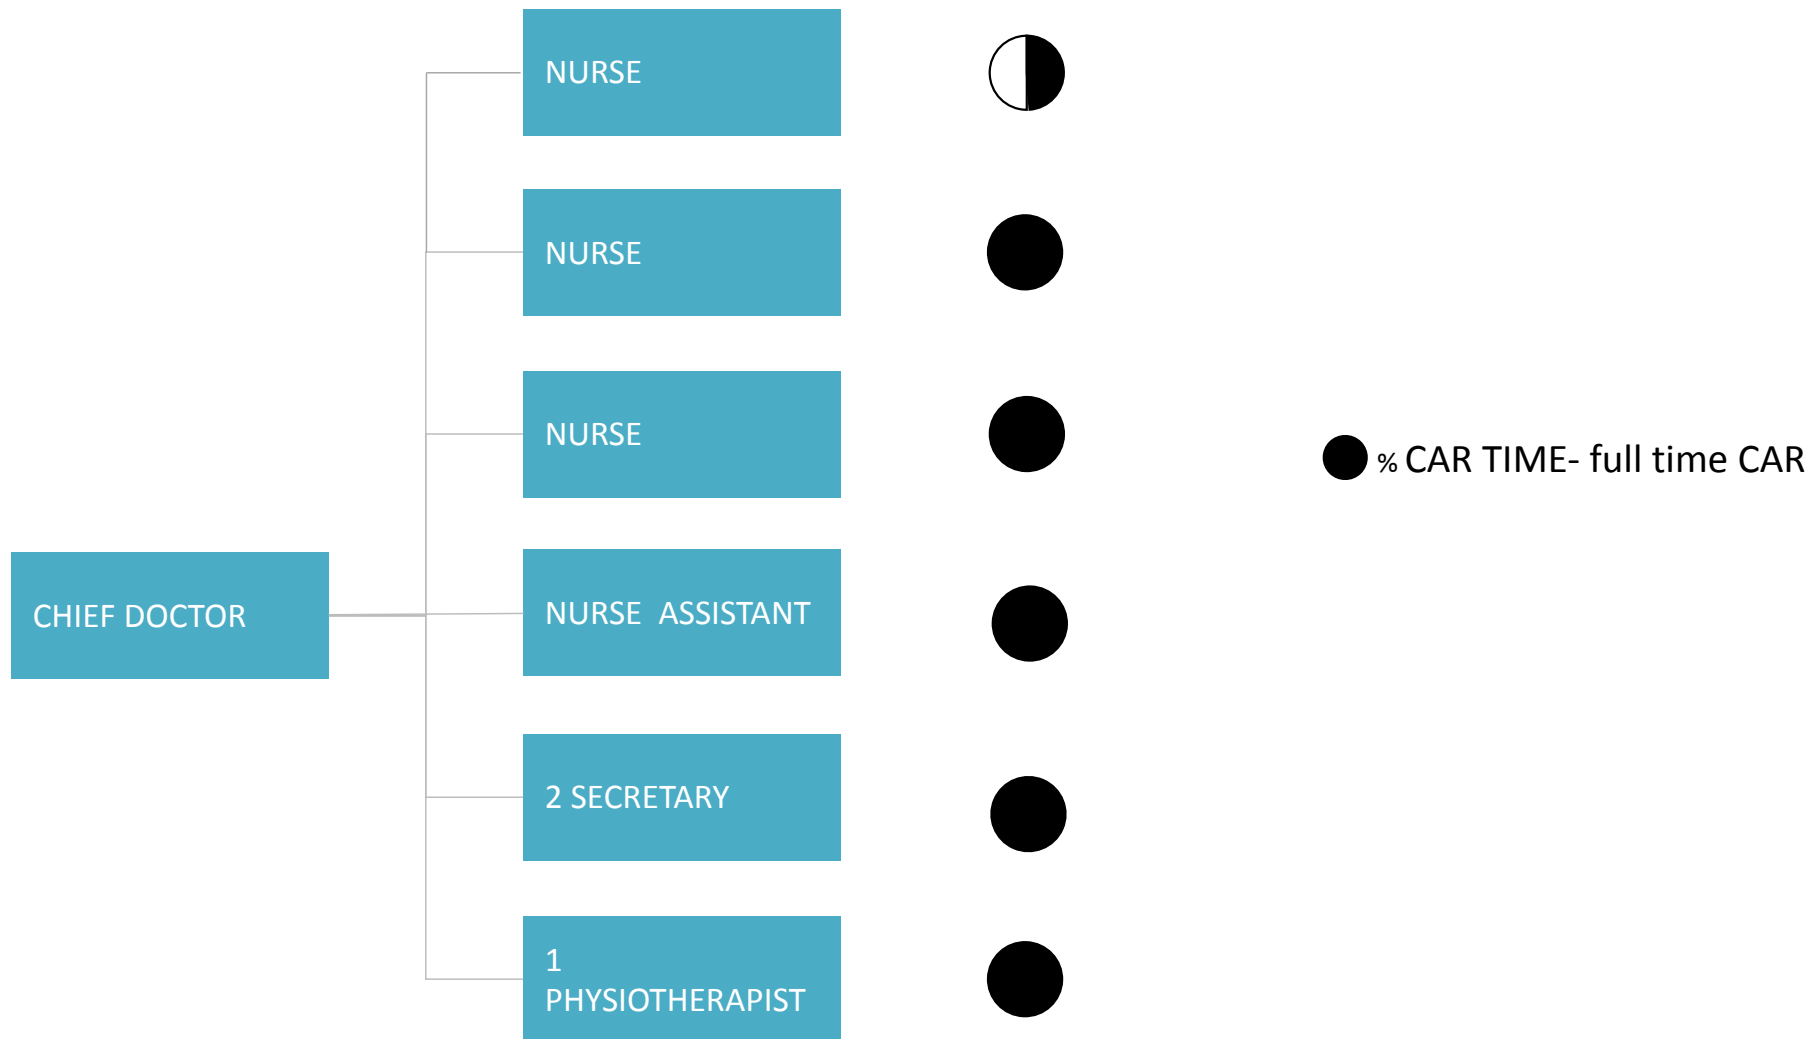 NURSE
NURSE
NURSE
% CAR TIME- full time CAR
CHIEF DOCTOR
NURSE  ASSISTANT
2 SECRETARY
1
PHYSIOTHERAPIST